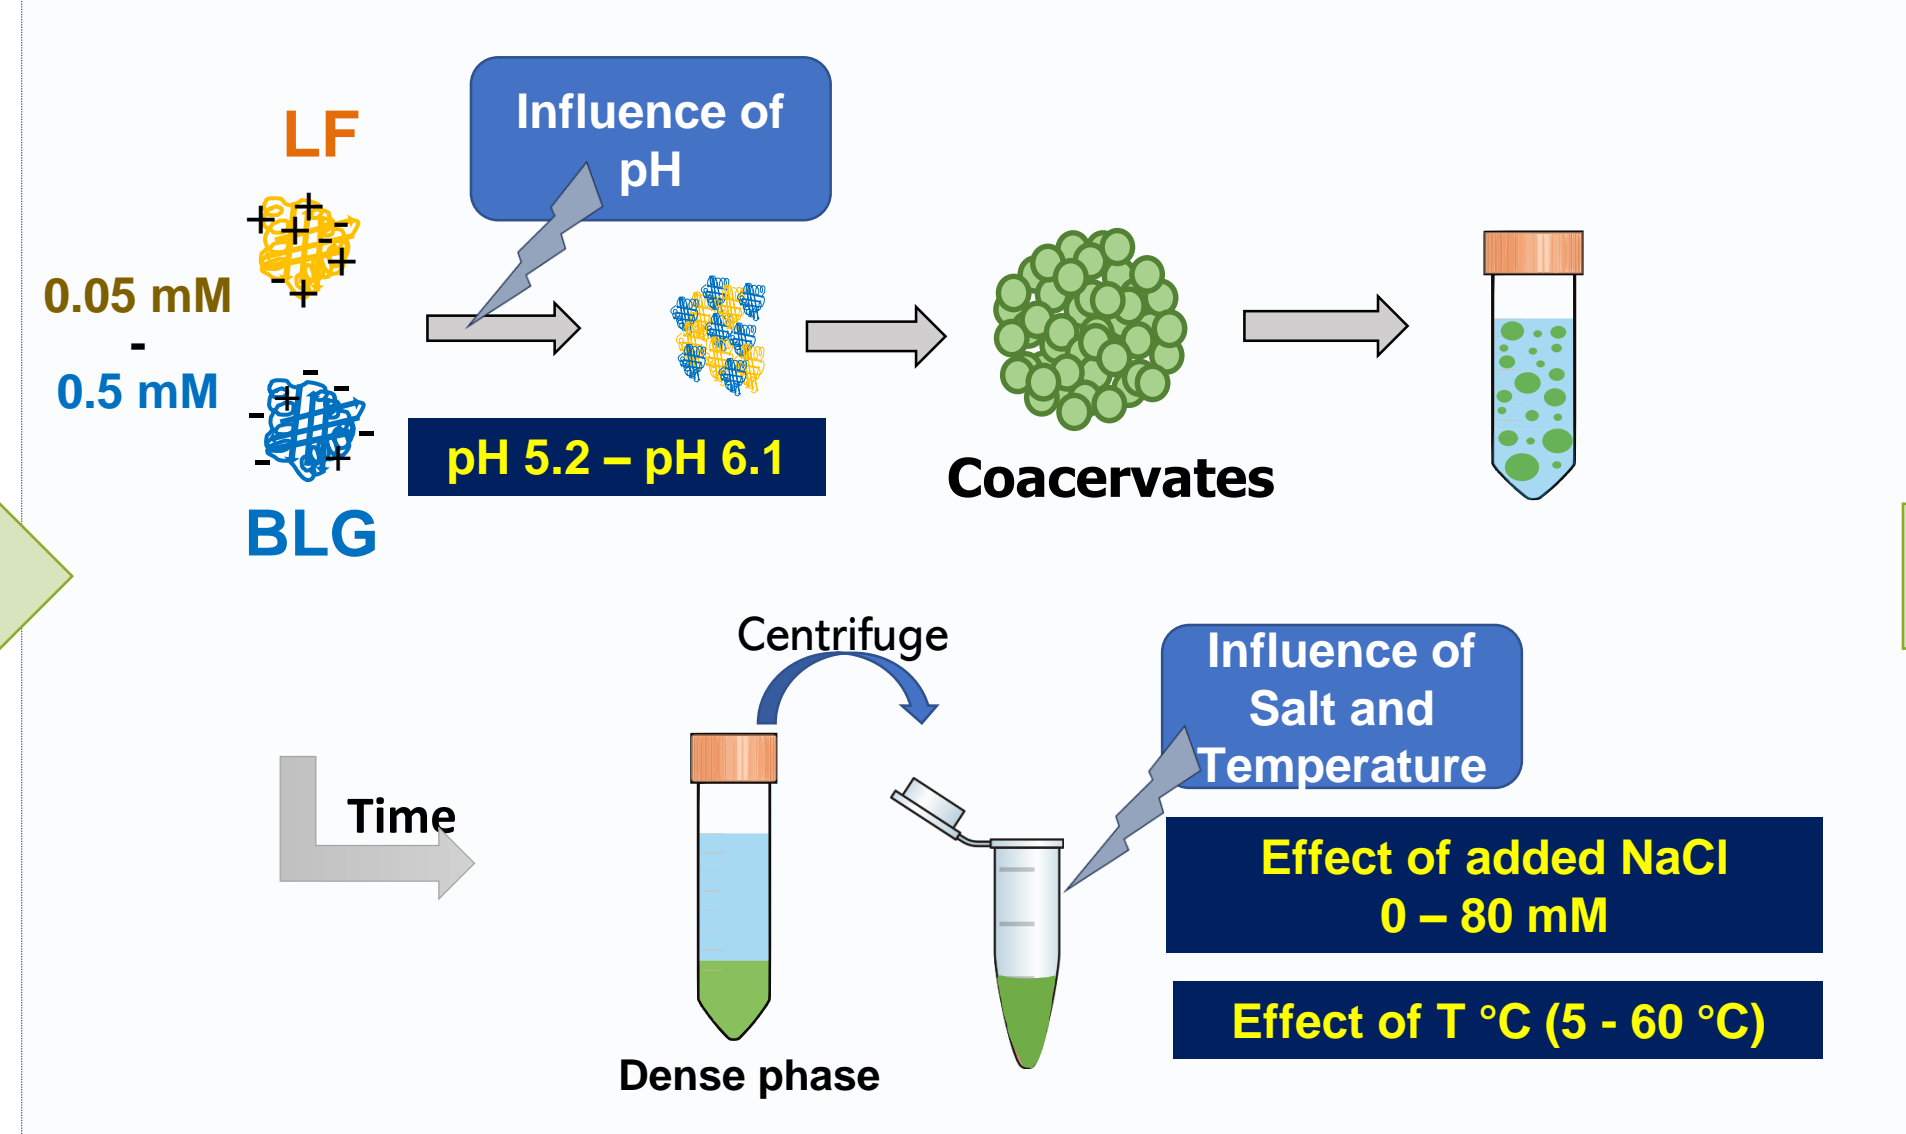 Influence of
pH
LF
0.05 mM
-
0.5 mM
BLG
pH 5.2 – pH 6.1
Coacervates
Centrifuge
Time
Dense phase
Influence of
Salt and
Temperature
Effect of added NaCl
0 – 80 mM
Effect of T °C (5 - 60 °C)